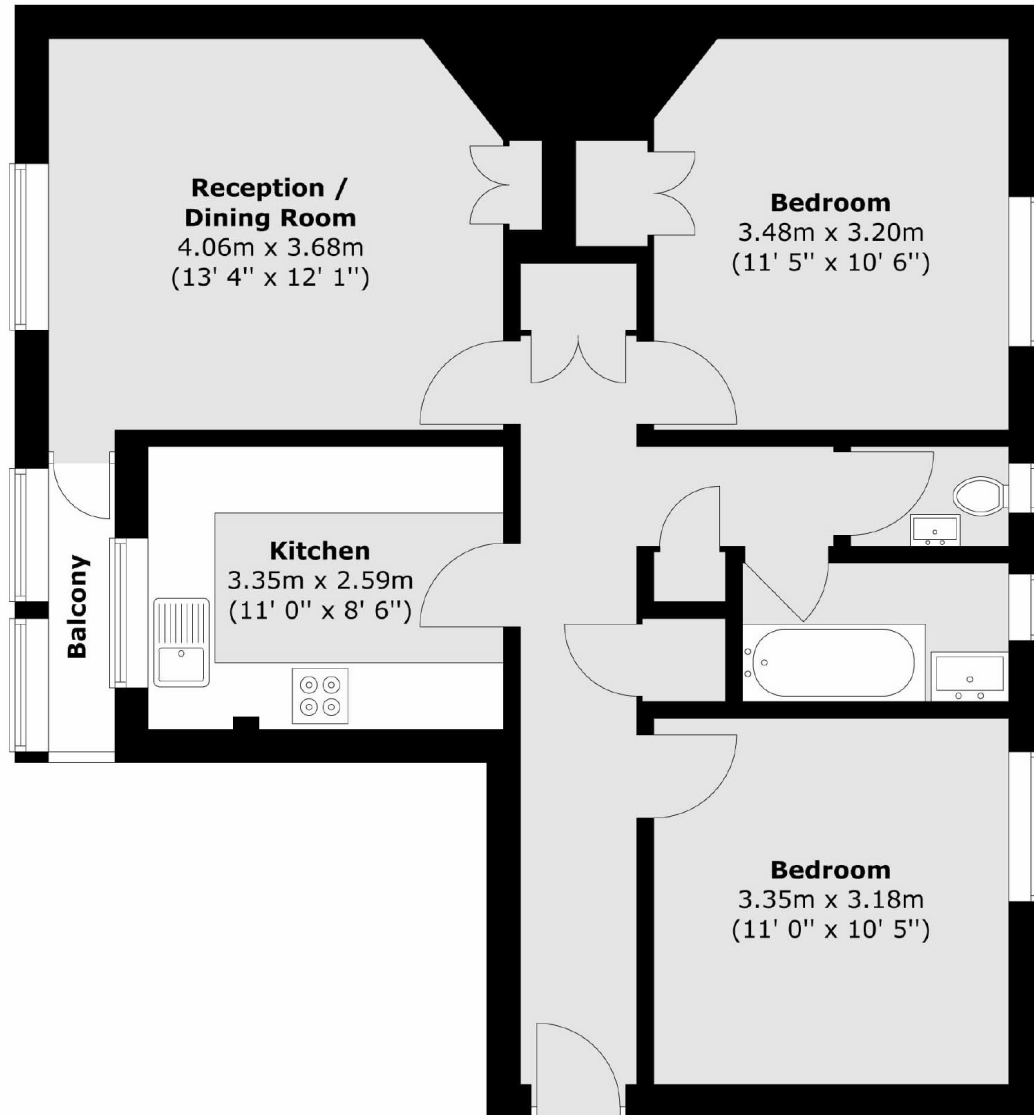 Reception /
Dining Room
4.06m x 3.68m
(13' 4'' x 12' 1'')
Bedroom
3.48m x 3.20m
(11' 5'' x 10' 6'')
Kitchen
3.35m x 2.59m
(11' 0'' x 8' 6'')
Balcony
Bedroom
3.35m x 3.18m
(11' 0'' x 10' 5'')